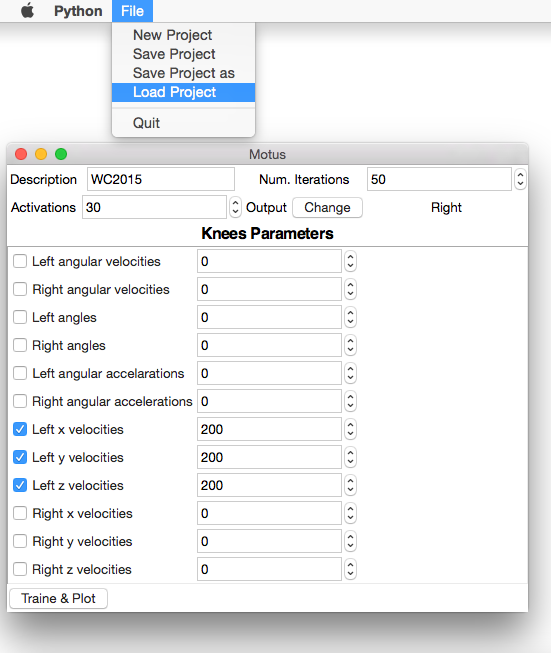 Python File
New Project
Save Project
Save Project as
Load Project
Quit
Motus
Description WC2015 Num. Iterations 50
Activations 30 Output Change Right
Knees Parameters
Left angular velocities 0
Right angular velocities 0
Left angles 0
Right angles 0
Left angular accelarations 0
Right angular accelerations 0
Left x velocities 200
Left y velocities 200
Left z velocities 200
Right x velocities 0
Right y velocities 0
Right z velocities 0
Traine & Plot